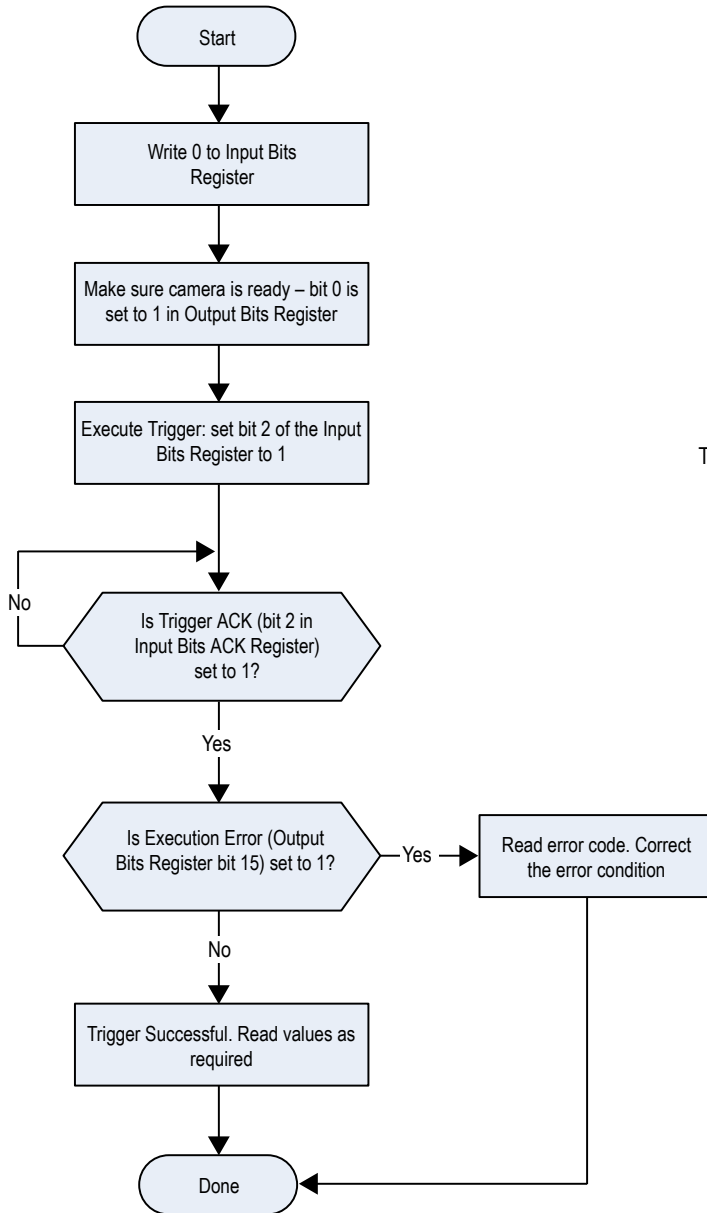 Start
Write 0 to Input Bits
Register
Make sure camera is ready – bit 0 is
set to 1 in Output Bits Register
Execute Trigger: set bit 2 of the Input
Bits Register to 1
T
No
Is Trigger ACK (bit 2 in
Input Bits ACK Register)
set to 1?
Yes
Is Execution Error (Output
Bits Register bit 15) set to 1?
Yes
Read error code. Correct
the error condition
No
Trigger Successful. Read values as
required
Done